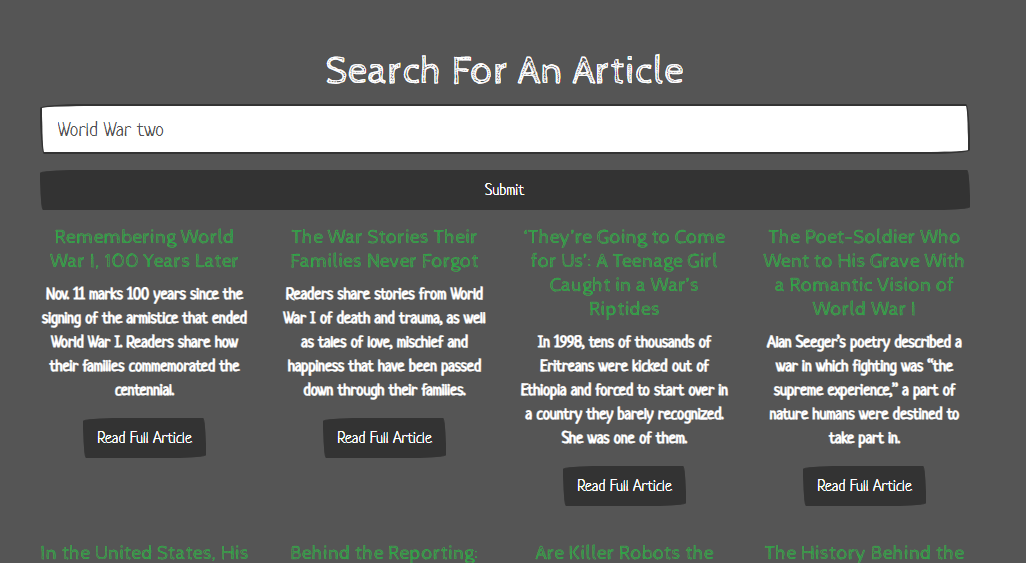 Search For An Article
World War two
Submit
Remembering World
War I, 100 Years Later
Nov. 11 marks 100 years since the
signing of the armistice that ended
World War I. Readers share how
their families commemorated the
centennial.
Read Full Article
The War Stories Their
Families Never Forgot
Readers share stories from World
War I of death and trauma, as well
as tales of love, mischief and
happiness that have been passed
down through their families.
Read Full Article
‘They’re Going to Come
for Us’: A Teenage Girl
Caught in a War’s
Riptides
In 1998, tens of thousands of
Eritreans were kicked out of
Ethiopia and forced to start over in
a country they barely recognized.
She was one of them.
Read Full Article
The Poet-Soldier Who
Went to His Grave With
a Romantic Vision of
World War I
Alan Seeger’s poetry described a
war in which fighting was “the
supreme experience,” a part of
nature humans were destined to
take part in.
Read Full Article
In the United States, His
Behind the Reporting:
Are Killer Robots the
The History Behind the